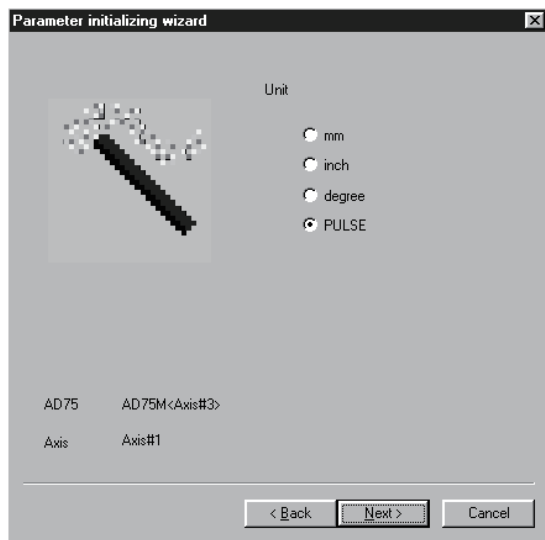 Parameter initializing wizard
Unit
mm
inch
degree
PULSE
AD75 AD75M<Axis#3>
Axis Axis#1
< Back Next > Cancel